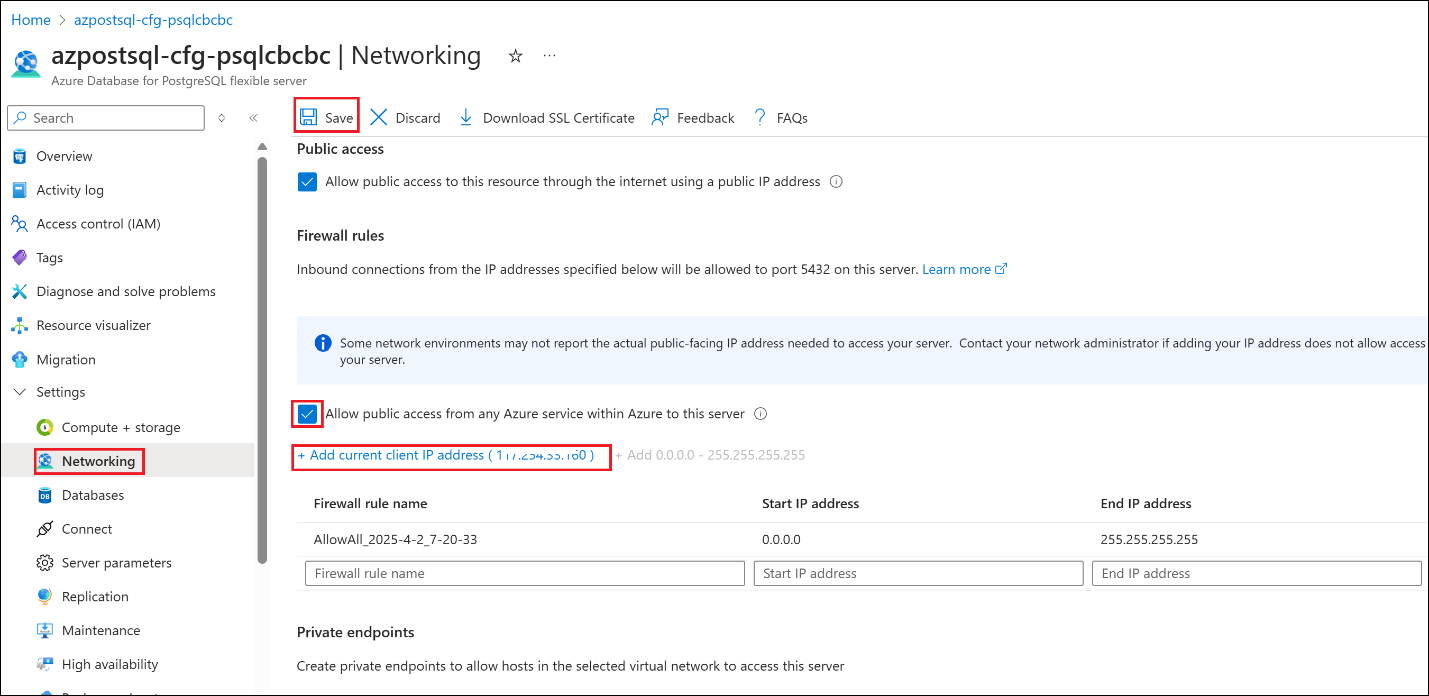 Home > azpostsql-cfg-psqlcbcbc
azpostsql-cfg-psqlcbcbc | Networking
Azure Database for PostgreSQL flexible server
Search
Save Discard Download SSL Certificate Feedback FAQs
Overview
Activity log
Access control (IAM)
Tags
Diagnose and solve problems
Resource visualizer
Migration
Settings
Compute + storage
Networking
Databases
Connect
Server parameters
Replication
Maintenance
High availability
Public access
Allow public access to this resource through the internet using a public IP address
Firewall rules
Inbound connections from the IP addresses specified below will be allowed to port 5432 on this server. Learn more
Some network environments may not report the actual public-facing IP address needed to access your server. Contact your network administrator if adding your IP address does not allow access
your server.
Allow public access from any Azure service within Azure to this server
+ Add current client IP address ( ) + Add 0.0.0.0 - 255.255.255.255
Firewall rule name Start IP address End IP address
AllowAll_2025-4-2_7-20-33 0.0.0.0 255.255.255.255
Firewall rule name Start IP address End IP address
Private endpoints
Create private endpoints to allow hosts in the selected virtual network to access this server